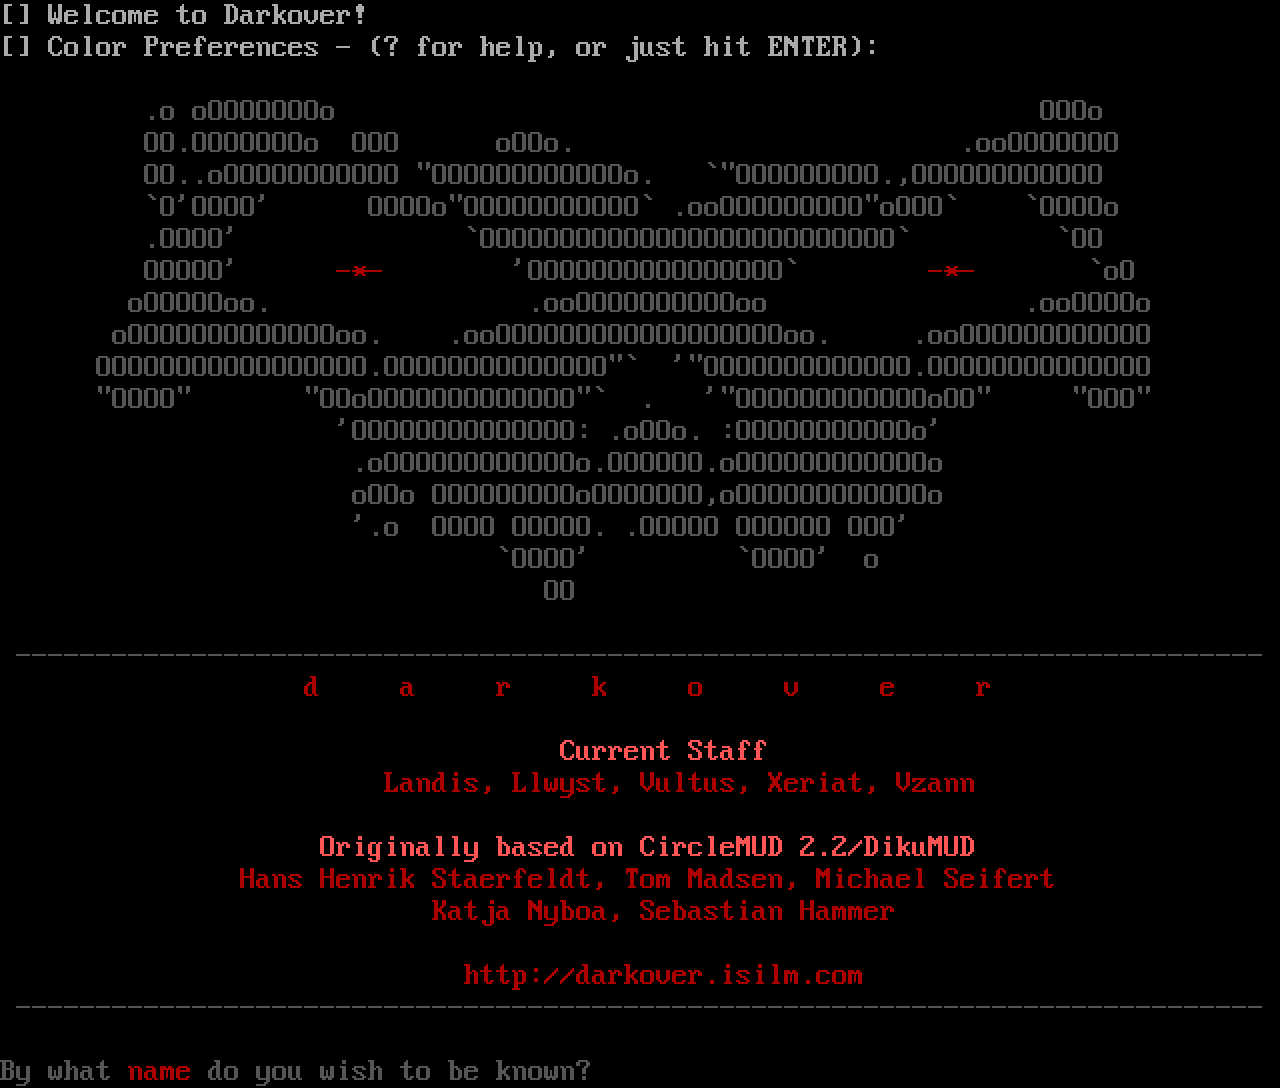 [] Welcome to Darkover!
[] Color Preferences - (? for help, or just hit ENTER):
d a r k o v e r
Current Staff
Landis, Llwyst, Vultus, Xeriat, Vzann
Originally based on CircleMUD 2.2/DikuMUD
Hans Henrik Staerfeldt, Tom Madsen, Michael Seifert
Katja Nyboa, Sebastian Hammer
http://darkover.isilm.com
By what name do you wish to be known?